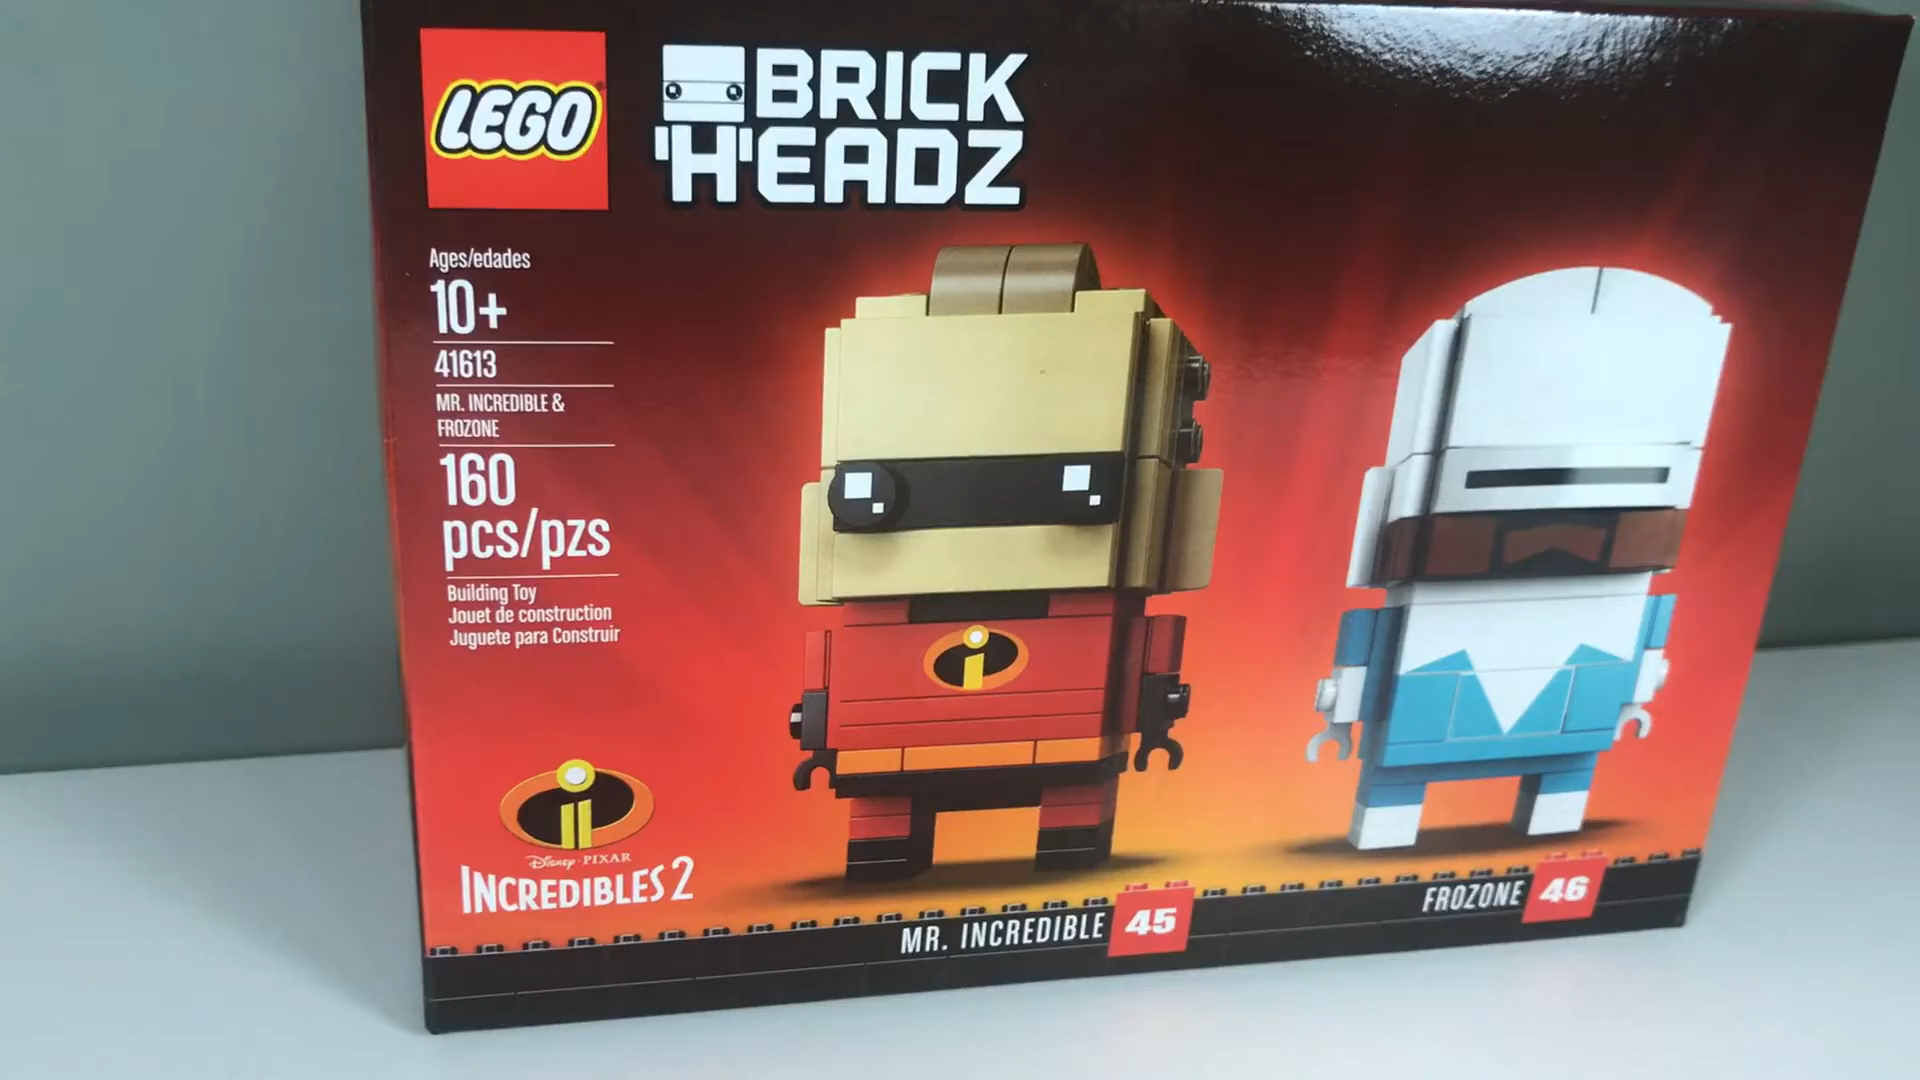 LEGO
BRICK
'H'EADZ
Ages/edades
10+
41613
MR. INCREDIBLE &
FROZONE
160
pcs/pzs
Building Toy
Jouet de construction
Juguete para Construir
Disney·PIXAR
INCREDIBLES 2
MR. INCREDIBLE 45
FROZONE 46